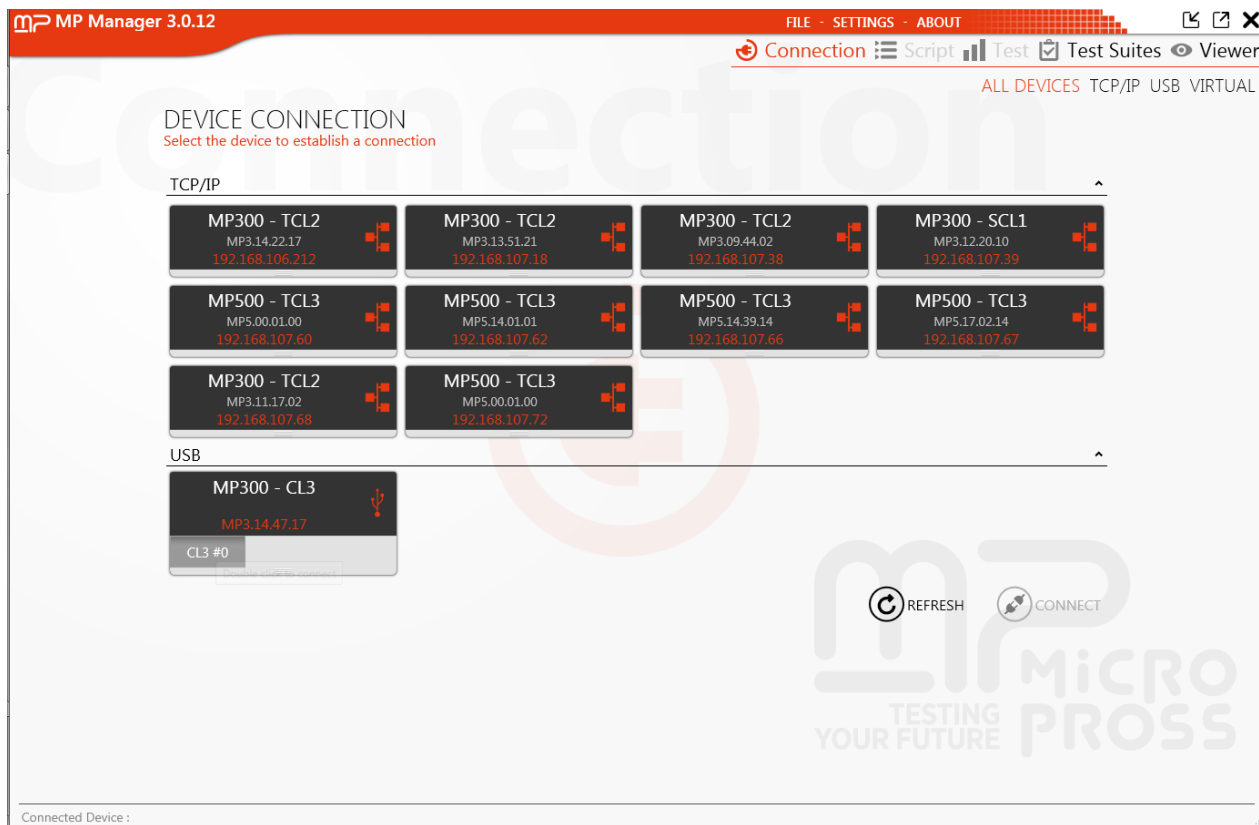 MP Manager 3.0.12
FILE - SETTINGS - ABOUT
Connection Script Test Test Suites Viewer
ALL DEVICES TCP/IP USB VIRTUAL
Connection
DEVICE CONNECTION
Select the device to establish a connection
TCP/IP
MP300 - TCL2
MP3.14.22.17
192.168.106.212
MP300 - TCL2
MP3.13.51.21
192.168.107.18
MP300 - TCL2
MP3.09.44.02
192.168.107.38
MP300 - SCL1
MP3.12.20.10
192.168.107.39
MP500 - TCL3
MP5.00.01.00
192.168.107.60
MP500 - TCL3
MP5.14.01.01
192.168.107.62
MP500 - TCL3
MP5.14.39.14
192.168.107.66
MP500 - TCL3
MP5.17.02.14
192.168.107.67
MP300 - TCL2
MP3.11.17.02
192.168.107.68
MP500 - TCL3
MP5.00.01.00
192.168.107.72
USB
MP300 - CL3
MP3.14.47.17
CL3 #0
Double click to connect
REFRESH
CONNECT
MP
MiCRO
PROSS
TESTING
YOUR FUTURE
Connected Device :